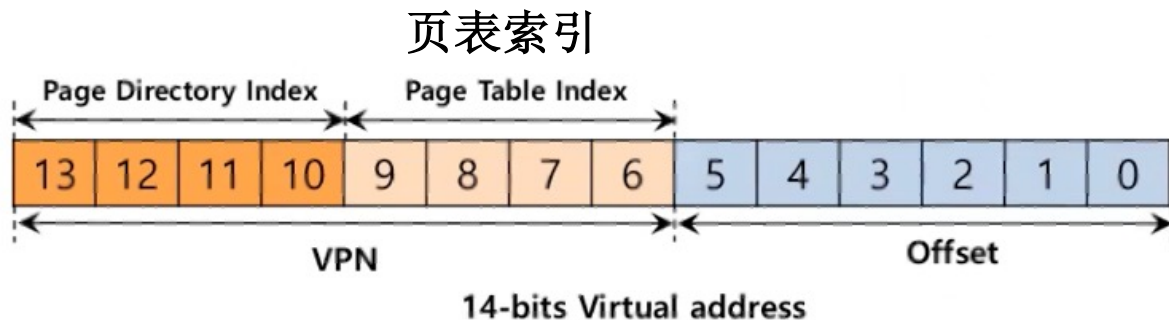 页表索引
Page Directory Index Page Table Index
13 12 11 10 9 8 7 6 5 4 3 2 1 0
VPN Offset
14-bits Virtual address